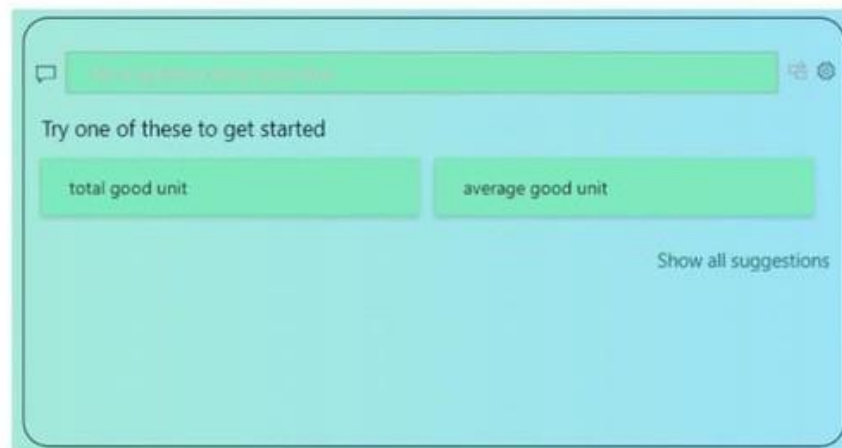 Try one of these to get started
total good unit
average good unit
Show all suggestions